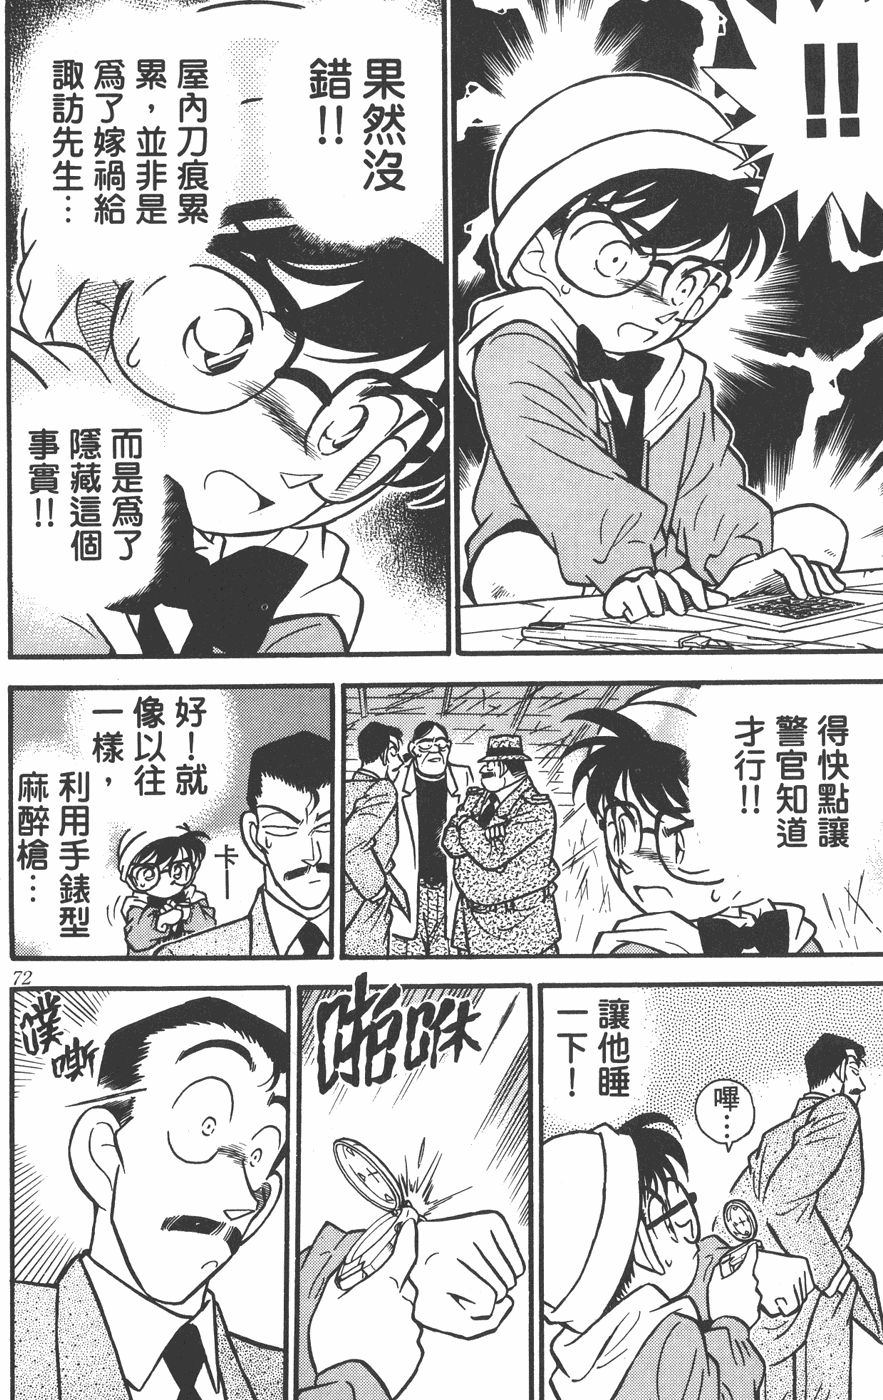 !!
果然沒
錯!!
屋內刀痕累
累，並非是
為了嫁禍給
諏訪先生…
而是為了
隱藏這個
事實!!
得快點讓
警官知道
才行!!
好！就
像以往
一樣，
利用手錶型
麻醉槍…
卡
72
讓他睡
一下！
嗶…
啪咻
噗
嘶